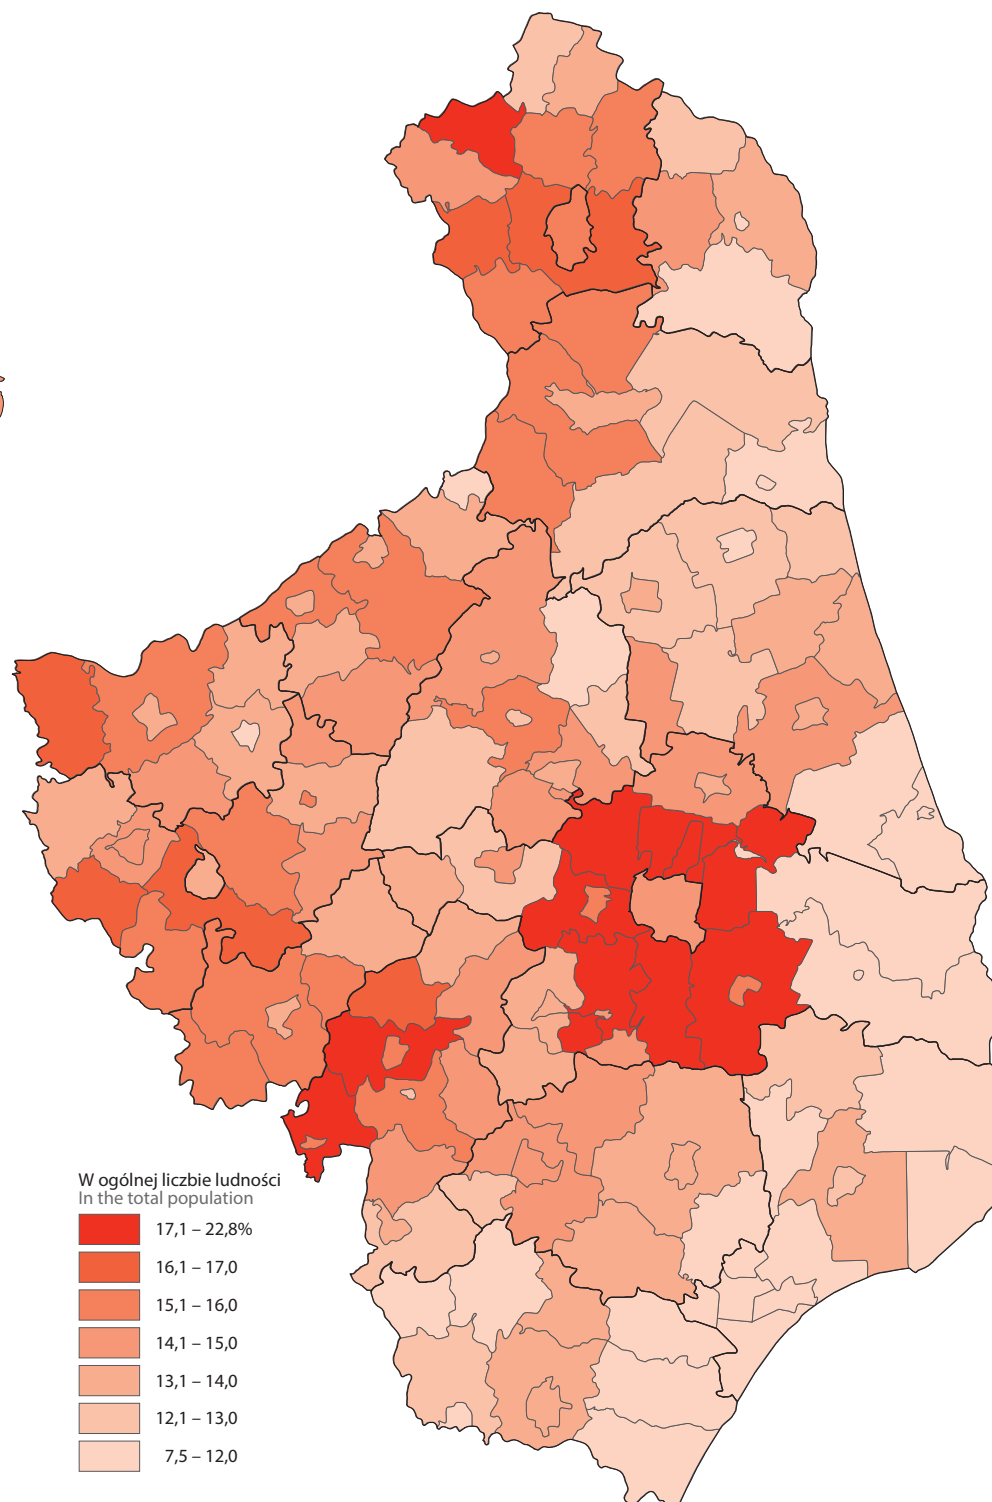 W ogólnej liczbie ludności
In the total population
17,1 – 22,8%
16,1 – 17,0
15,1 – 16,0
14,1 – 15,0
13,1 – 14,0
12,1 – 13,0
7,5 – 12,0